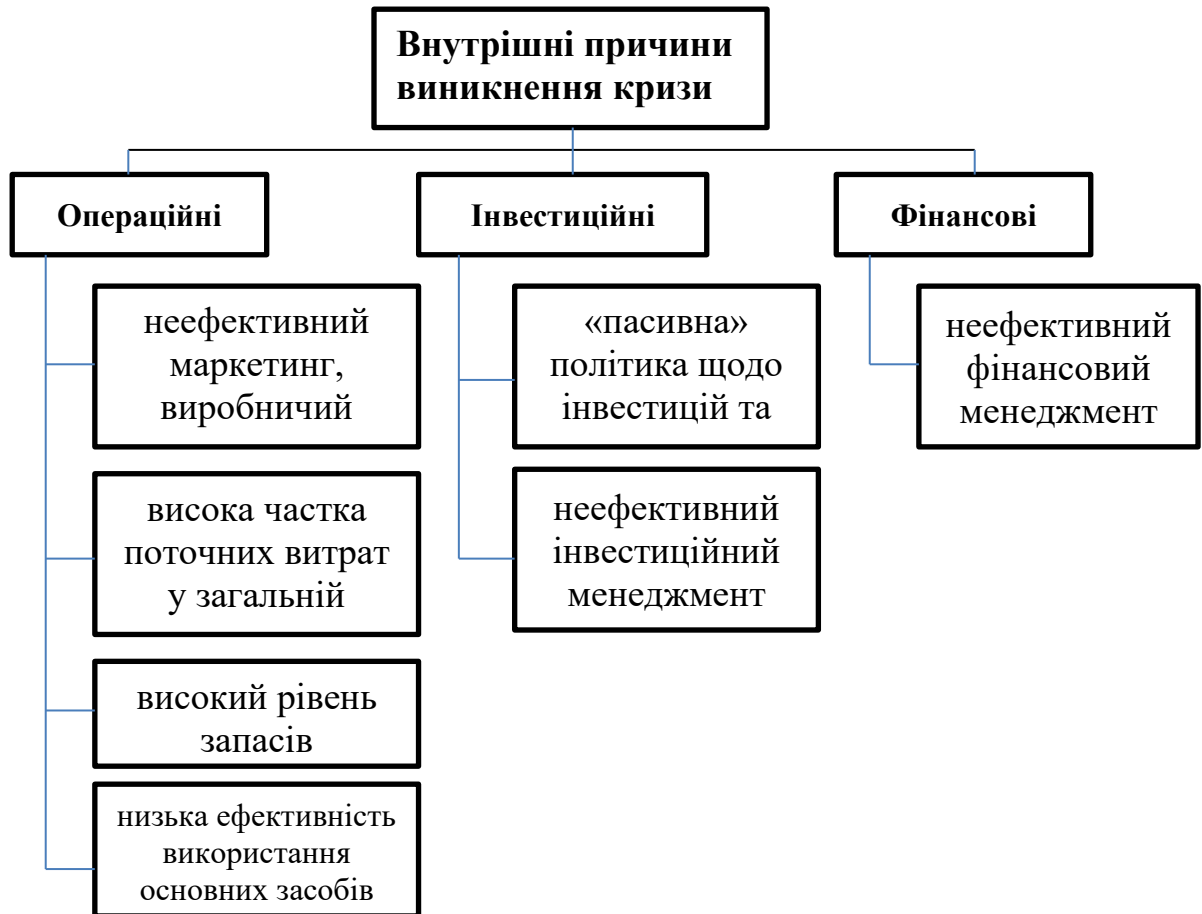 Внутрішні причини
виникнення кризи
Операційні
Інвестиційні
Фінансові
неефективний
маркетинг,
виробничий
висока частка
поточних витрат
у загальній
високий рівень
запасів
низька ефективність
використання
основних засобів
«пасивна»
політика щодо
інвестицій та
неефективний
інвестиційний
менеджмент
неефективний
фінансовий
менеджмент